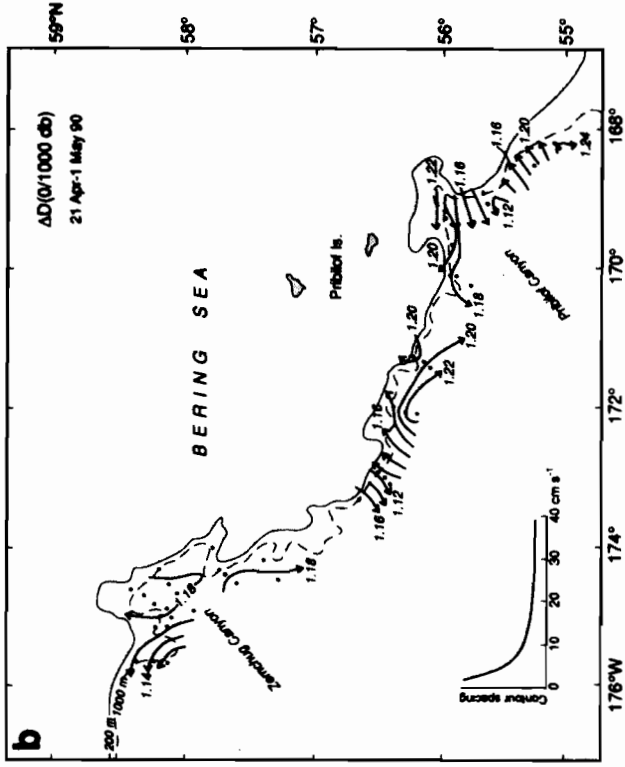 b
ΔD(0/1000 db)
21 Apr-1 May 90
59°N
58°
57°
56°
55°
BERING SEA
Pribilof Is.
200 m
1000 m
1.14
1.18
Zemchug Canyon
1.18
1.16
1.12
1.16
1.20
1.22
1.20
1.18
1.20
1.22
1.16
1.12
1.16
1.20
1.24
Pribilof Canyon
Contour spacing
0
10
20
30
40 cm s⁻¹
176°W
174°
172°
170°
168°